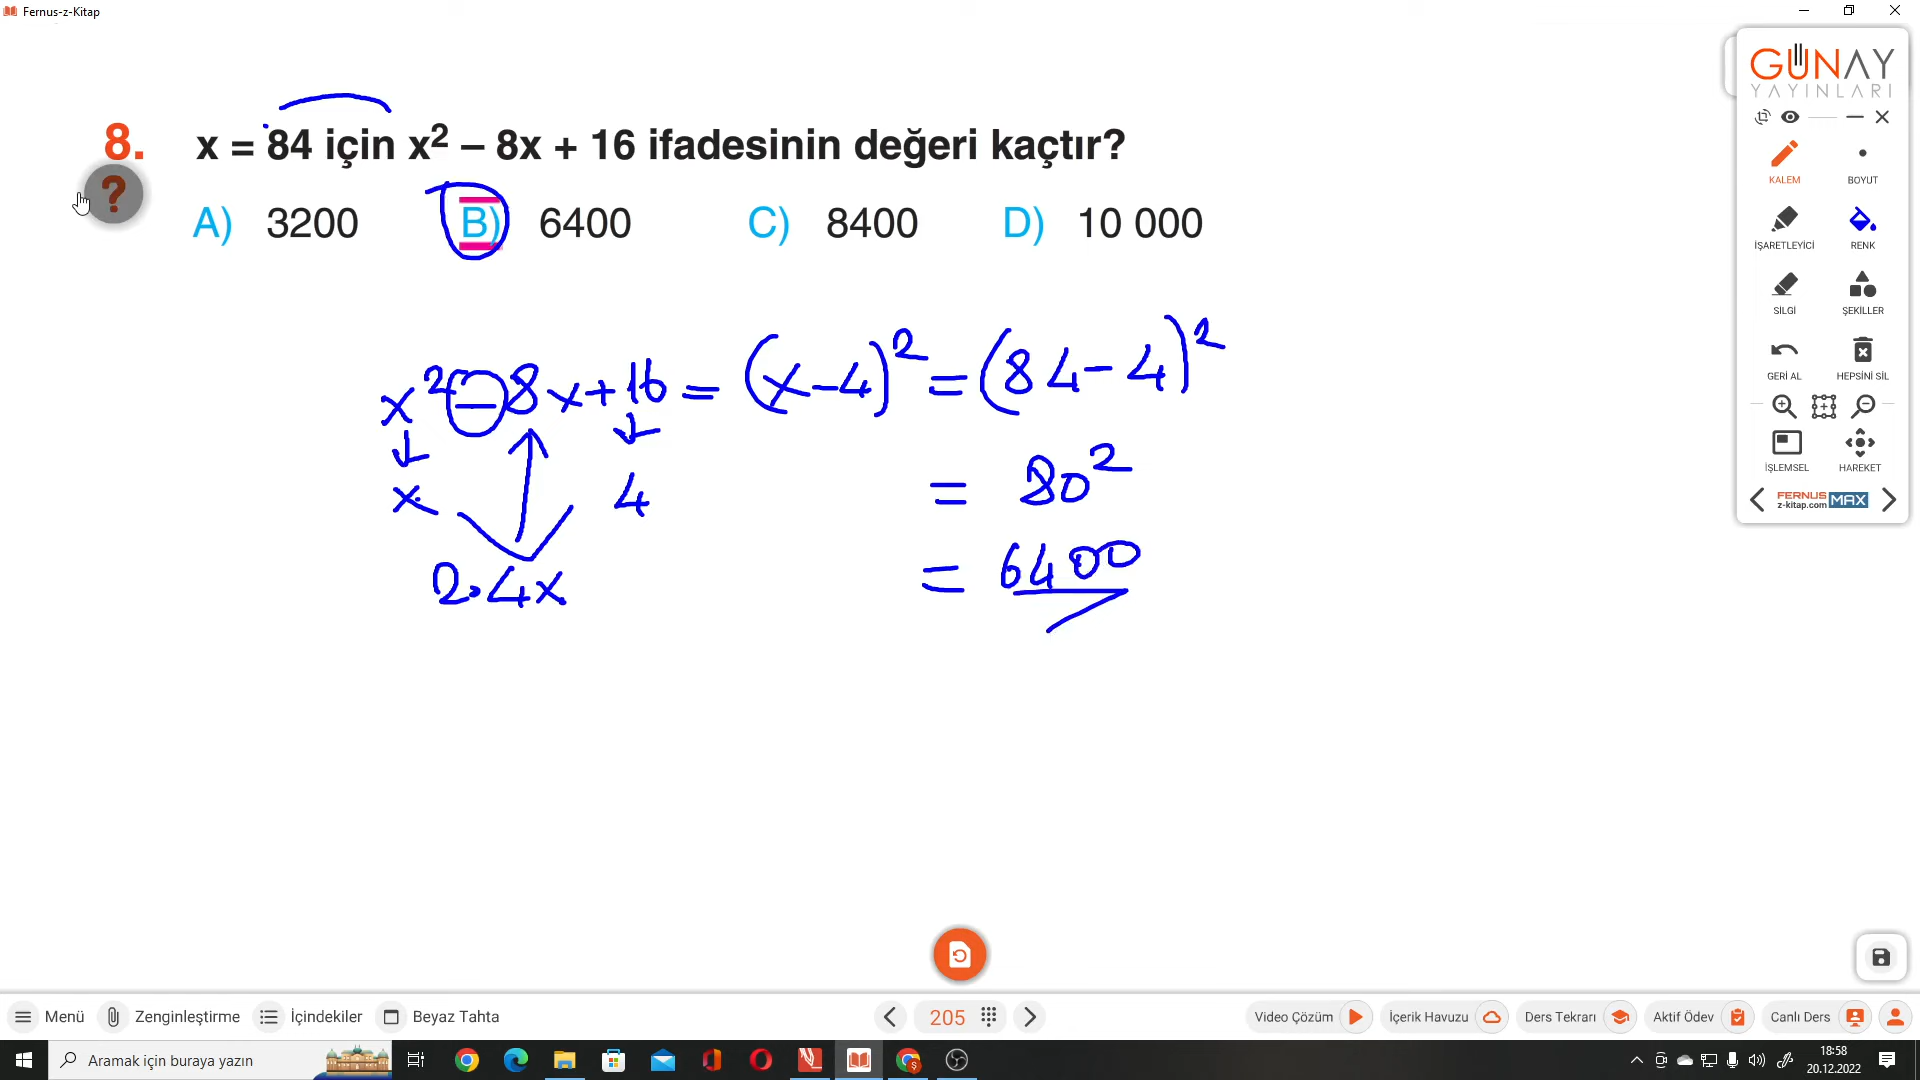 Fernus-z-Kitap
GÜNAY
YAYINLARI
8. x = 84 için x² – 8x + 16 ifadesinin değeri kaçtır?
?
A) 3200 B) 6400 C) 8400 D) 10 000
x² – 8x + 16 = (x – 4)² = (84 – 4)²
x 4
= 80²
2.4x
= 6400
KALEM BOYUT
İŞARETLEYİCİ RENK
SİLGİ ŞEKİLLER
GERİ AL HEPSİNİ SİL
İŞLEMSEL HAREKET
FERNUS MAX
z-kitap.com
Menü Zenginleştirme İçindekiler Beyaz Tahta 205 Video Çözüm İçerik Havuzu Ders Tekrarı Aktif Ödev Canlı Ders
Aramak için buraya yazın
18:58
20.12.2022